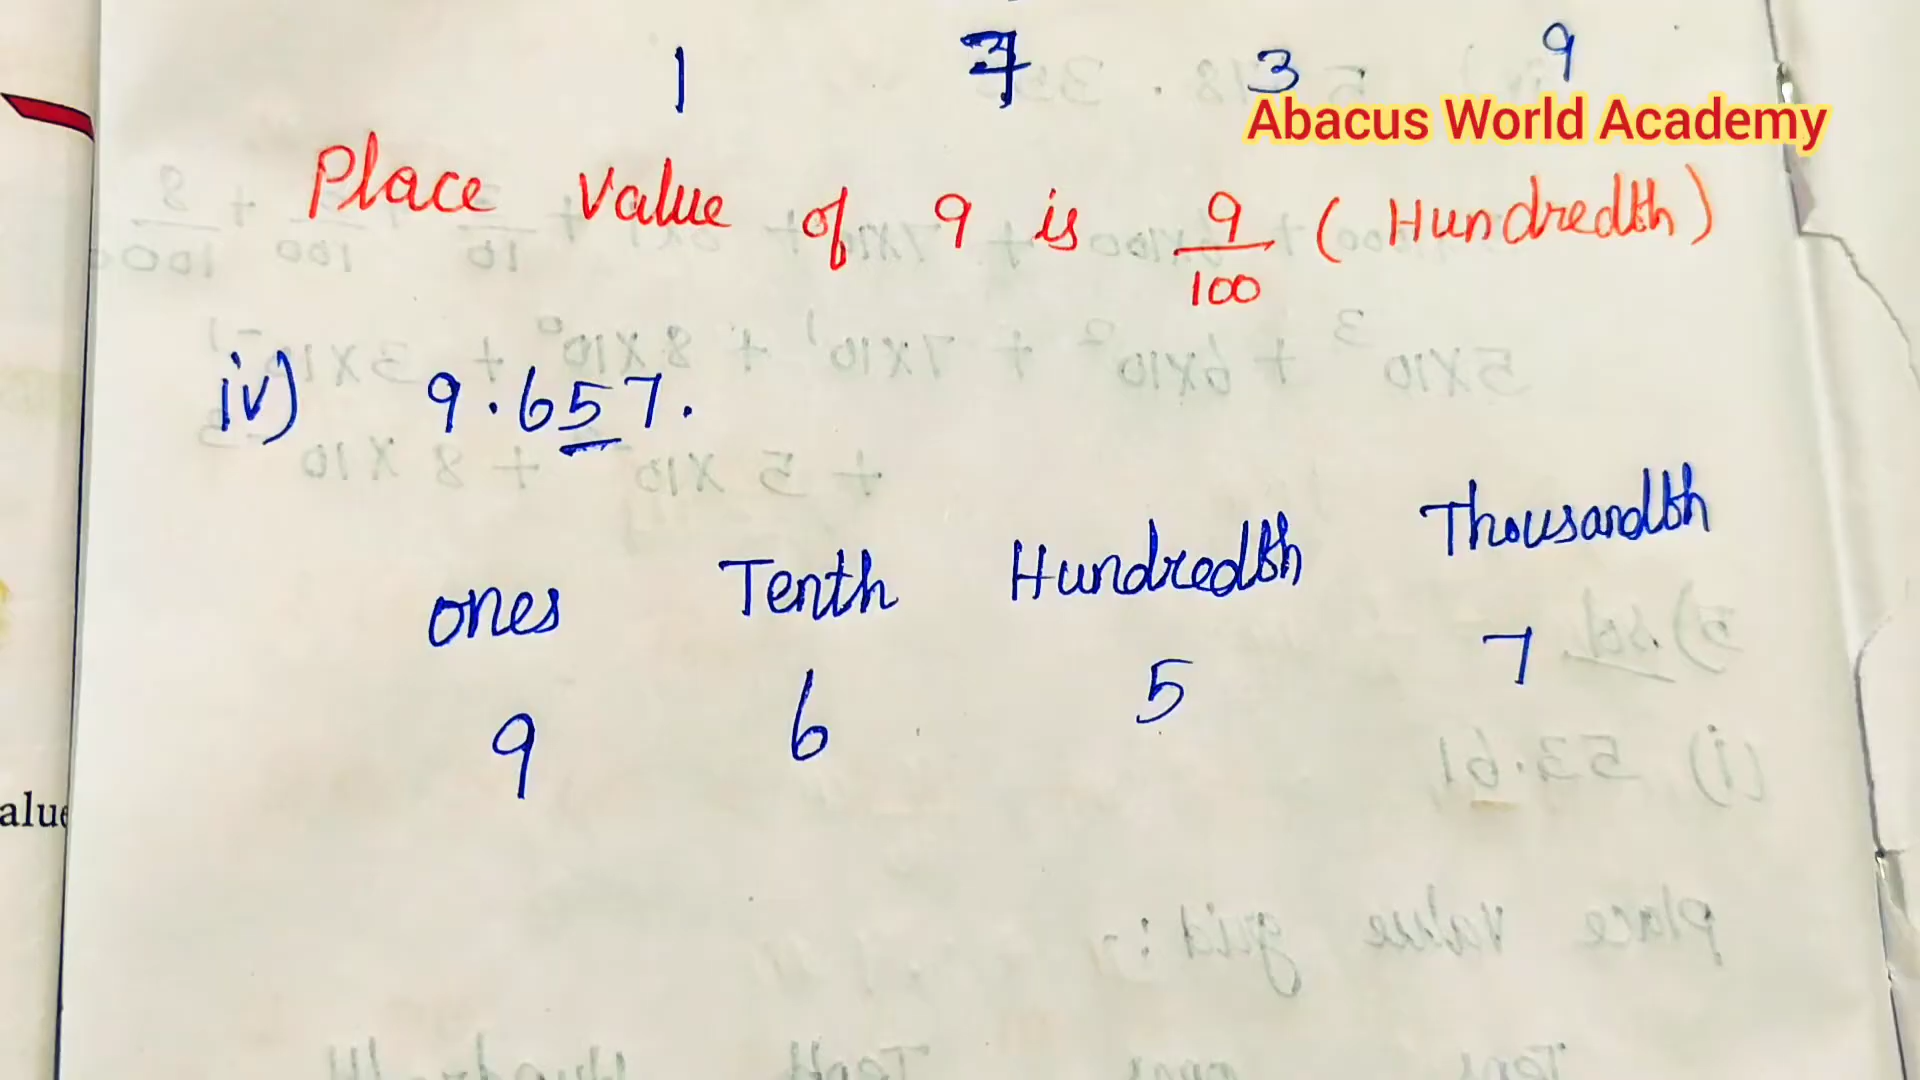 1 7 3 9
Abacus World Academy
Place Value of 9 is 9/100 (Hundredth)
iv) 9.657.
ones Tenth Hundredth Thousandth
9 6 5 7
alue